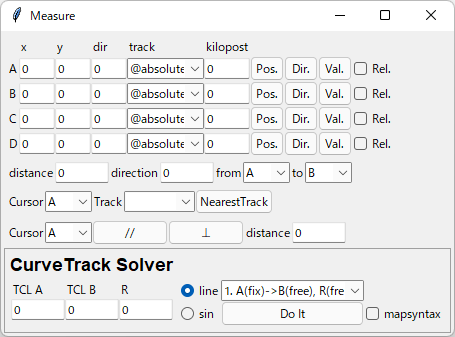 Measure
x y dir track kilopost
A 0 0 0 @absolute 0 Pos. Dir. Val. Rel.
B 0 0 0 @absolute 0 Pos. Dir. Val. Rel.
C 0 0 0 @absolute 0 Pos. Dir. Val. Rel.
D 0 0 0 @absolute 0 Pos. Dir. Val. Rel.
distance 0 direction 0 from A to B
Cursor A Track NearestTrack
Cursor A // ⊥ distance 0
CurveTrack Solver
TCL A TCL B R line 1. A(fix)->B(free), R(fre
0 0 0 sin Do It mapsyntax